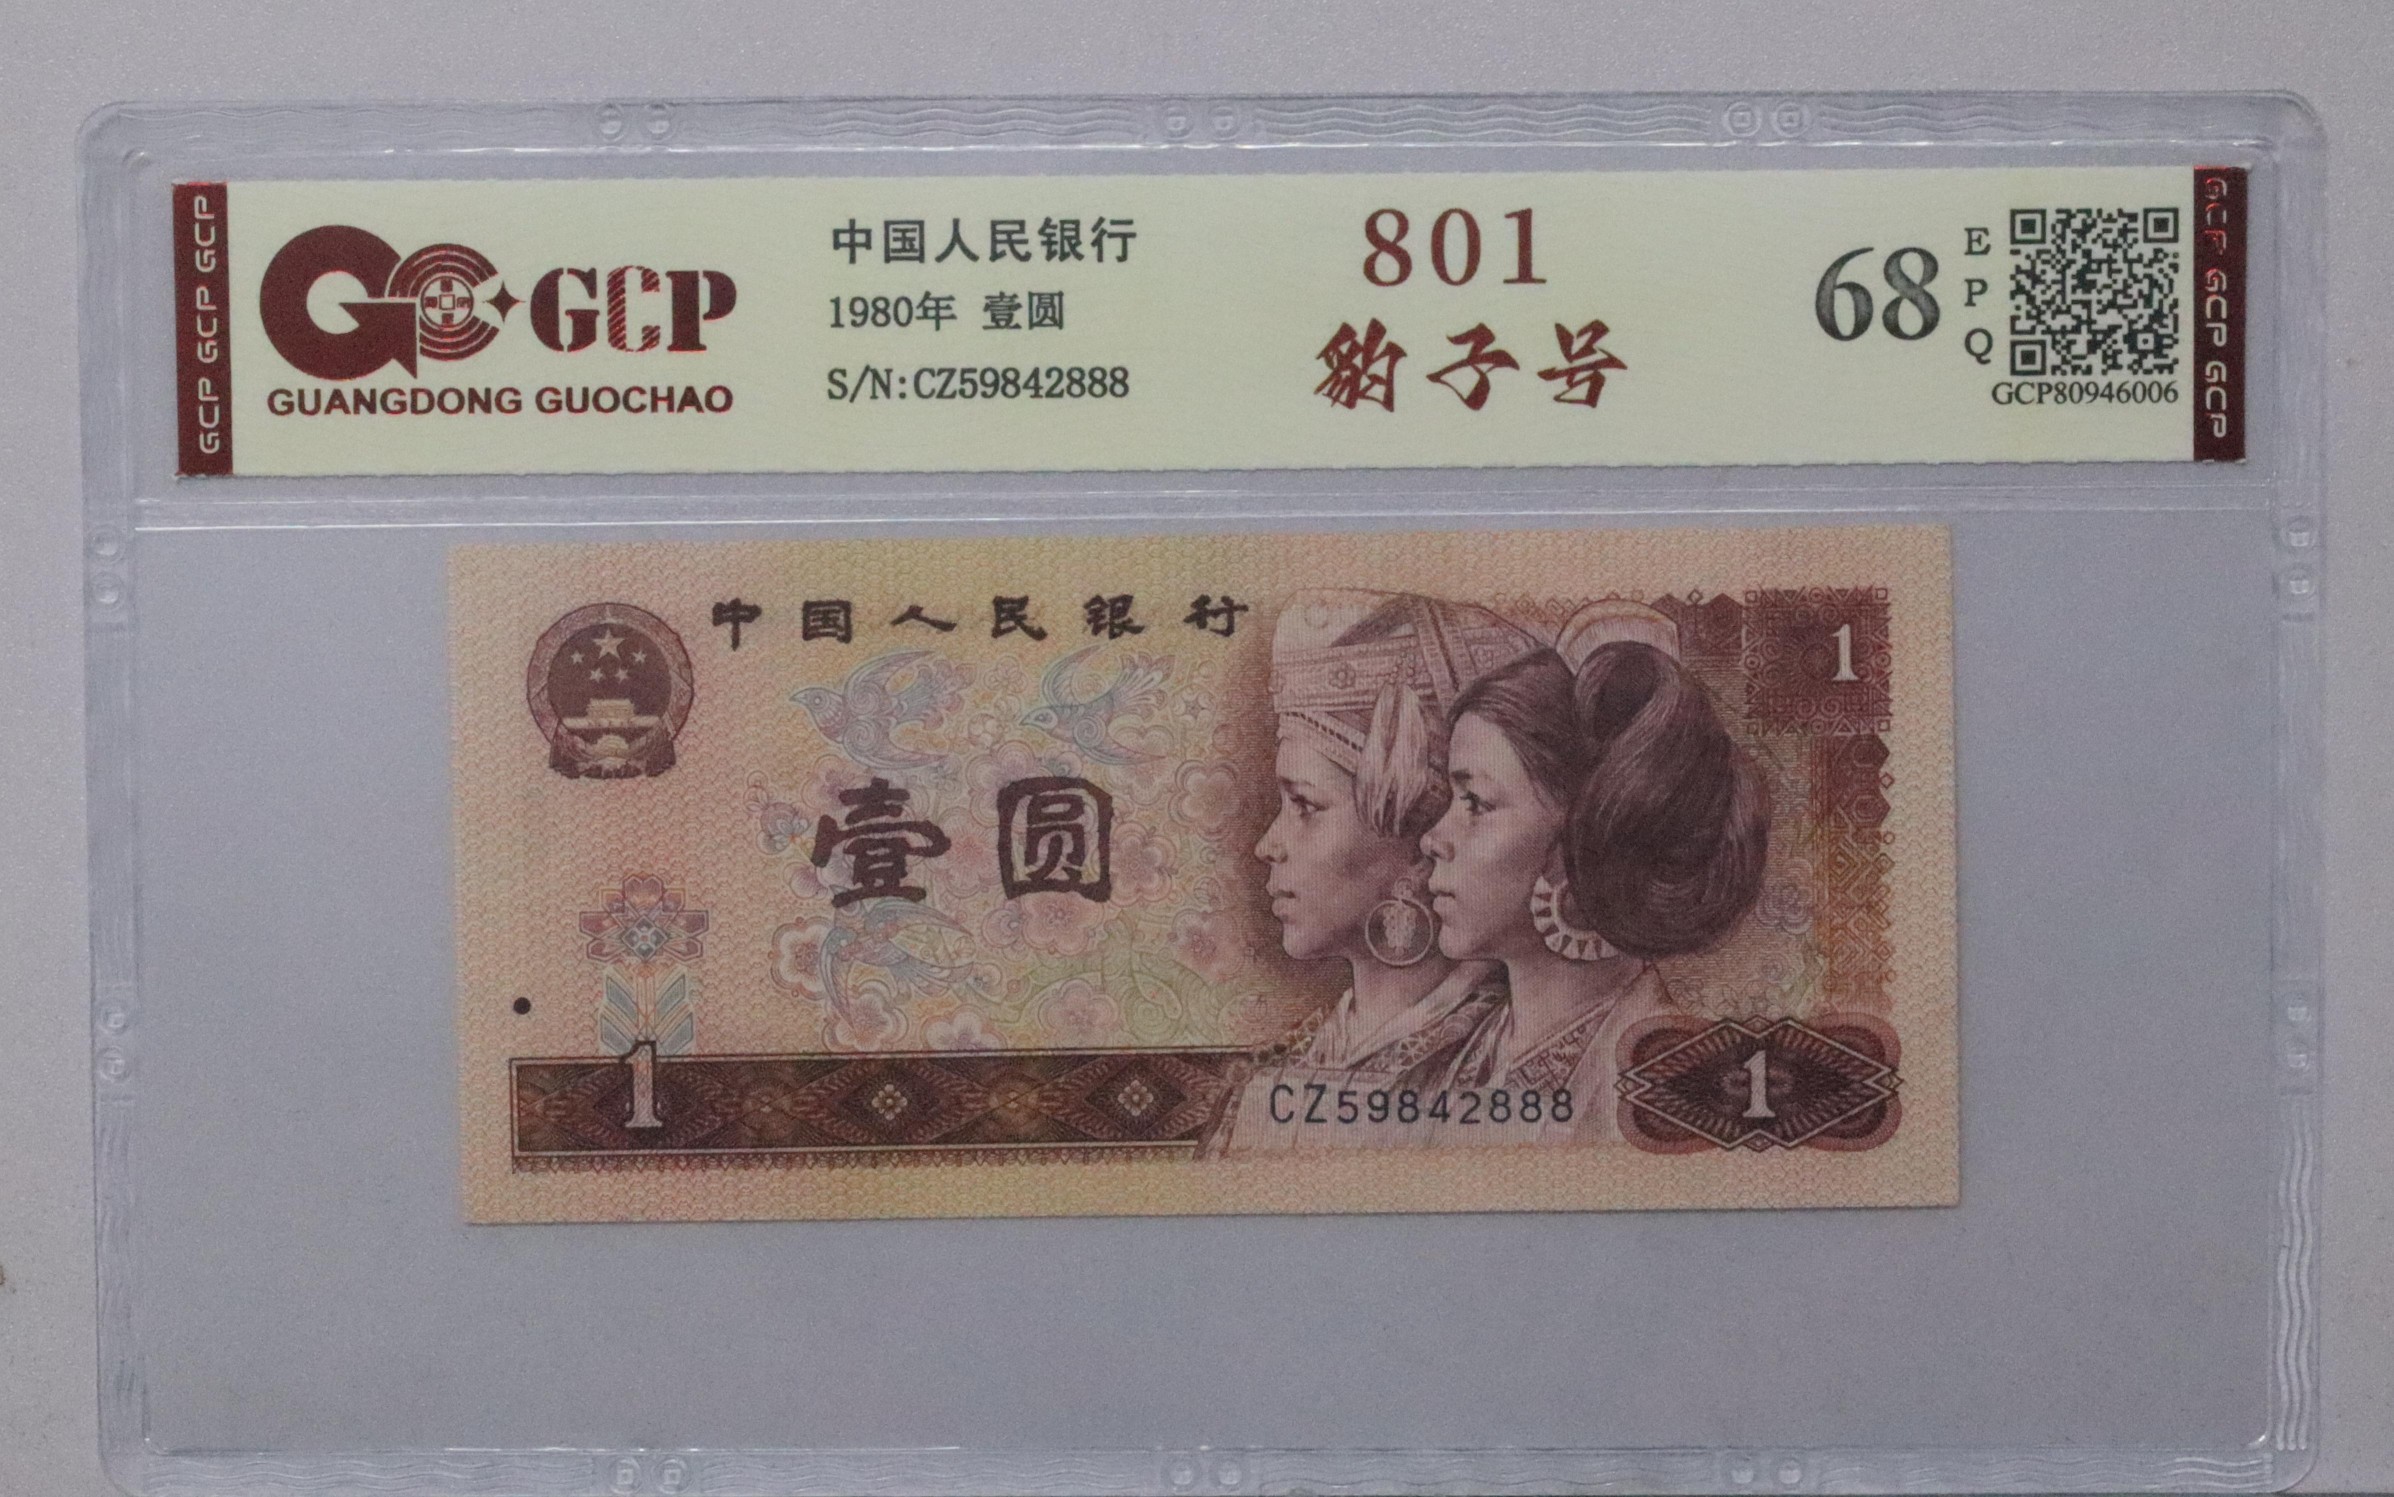 GCP GCP GCP
GCP
GUANGDONG GUOCHAO
中国人民银行
1980年 壹圆
S/N:CZ59842888
801
豹子号
68
EPQ
GCP80946006
GCP GCP GCP
中国人民银行
1
壹圆
1
CZ59842888
1